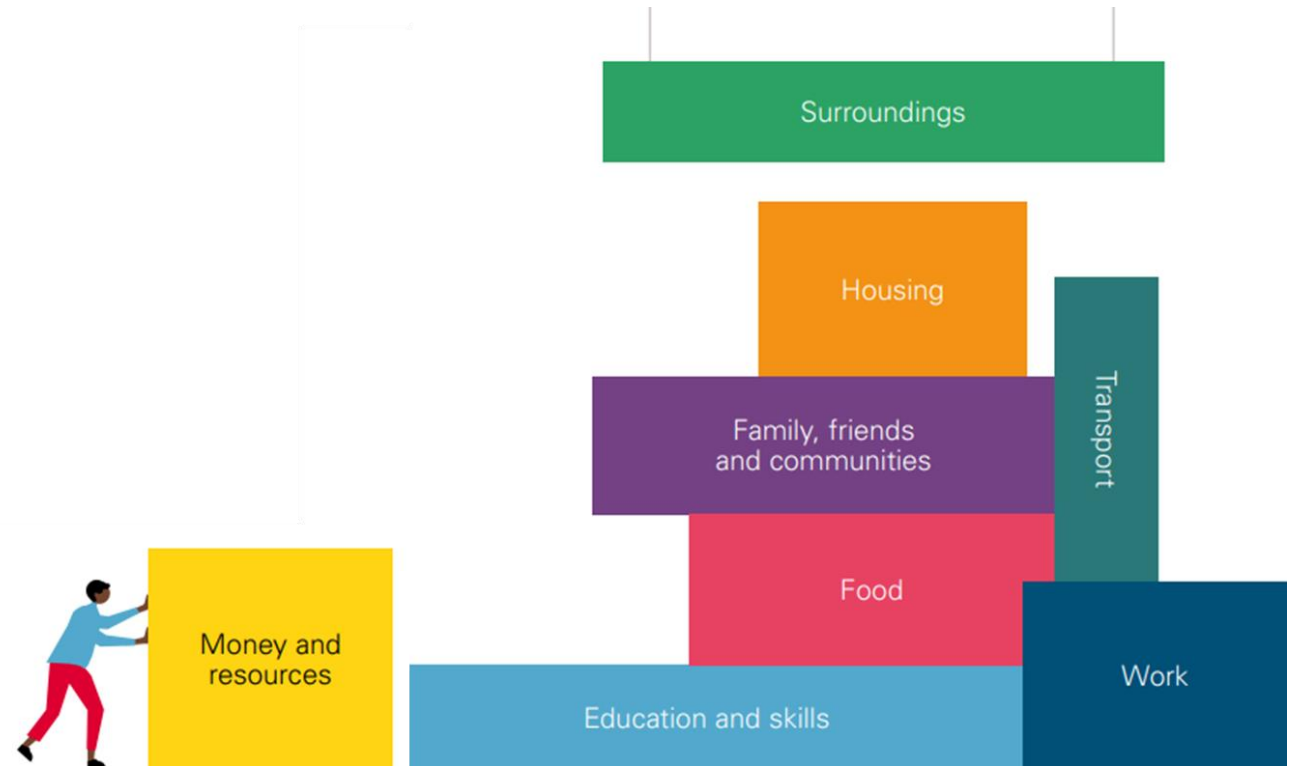 Surroundings
Housing
Transport
Family, friends
and communities
Food
Money and
resources
Work
Education and skills